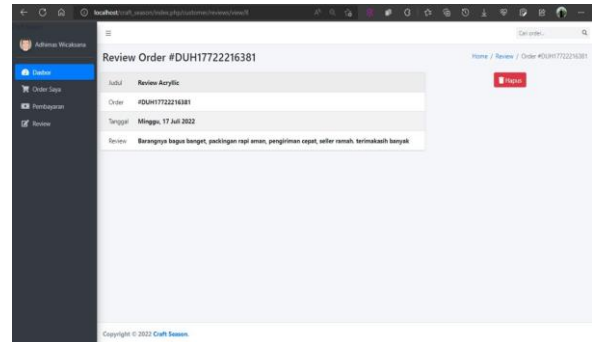 localhost/craft_season/index.php/customer/reviews/view/8
Cari order..
Adhimas Wicaksana
Review Order #DUH17722216381
Home / Review / Order #DUH17722216381
Dasbor
Order Saya
Pembayaran
Review
Judul Review Acryllic
Order #DUH17722216381
Tanggal Minggu, 17 Juli 2022
Review Barangnya bagus banget, packingan rapi aman, pengiriman cepat, seller ramah. terimakasih banyak
Hapus
Copyright © 2022 Craft Season.